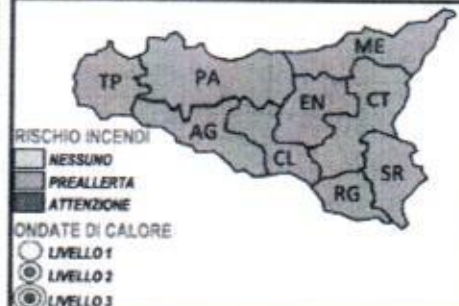 ME
TP
PA
EN
CT
AG
CL
SR
RG
RISCHIO INCENDI
NESSUNO
PREALLERTA
ATTENZIONE
ONDATE DI CALORE
LIVELLO 1
LIVELLO 2
LIVELLO 3